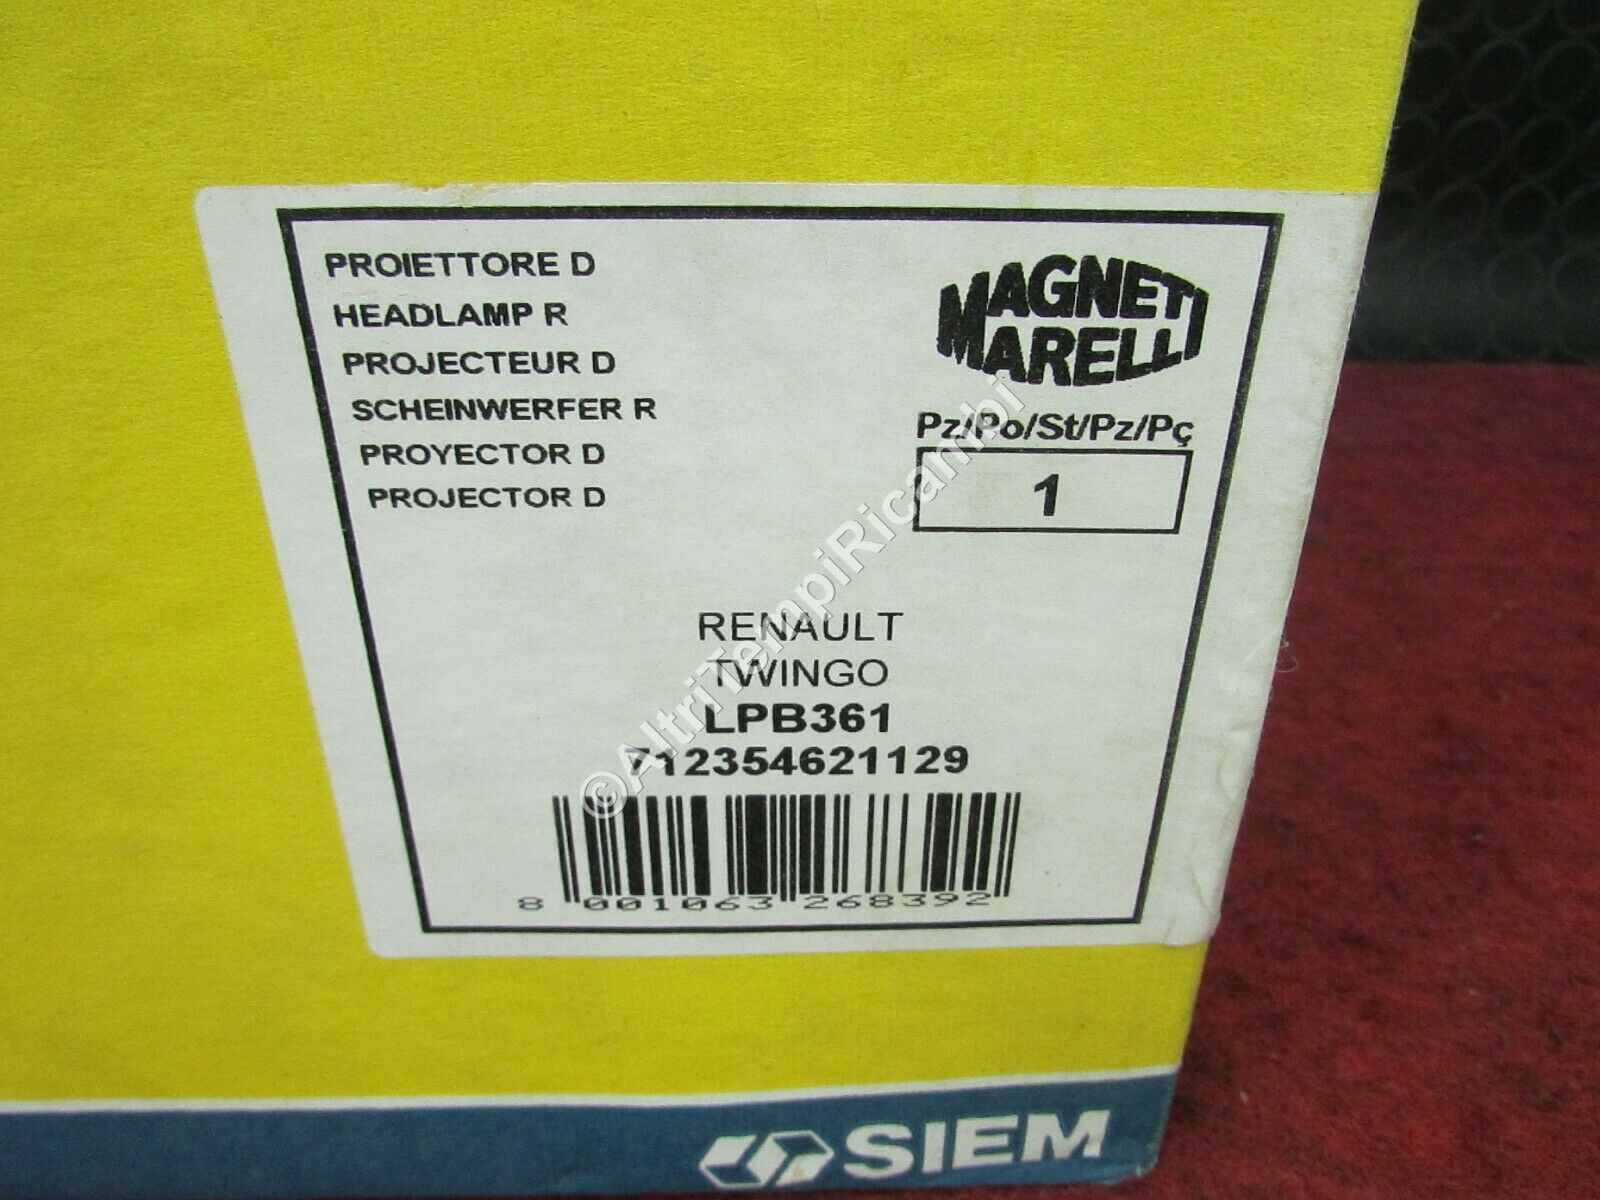 PROIETTORE D
HEADLAMP R
PROJECTEUR D
SCHEINWERFER R
PROYECTOR D
PROJECTOR D
MAGNETI
MARELLI
Pz/Po/St/Pz/Pç
1
RENAULT
TWINGO
LPB361
712354621129
8 001063 268392
©AltriTempiRicambi
SIEM